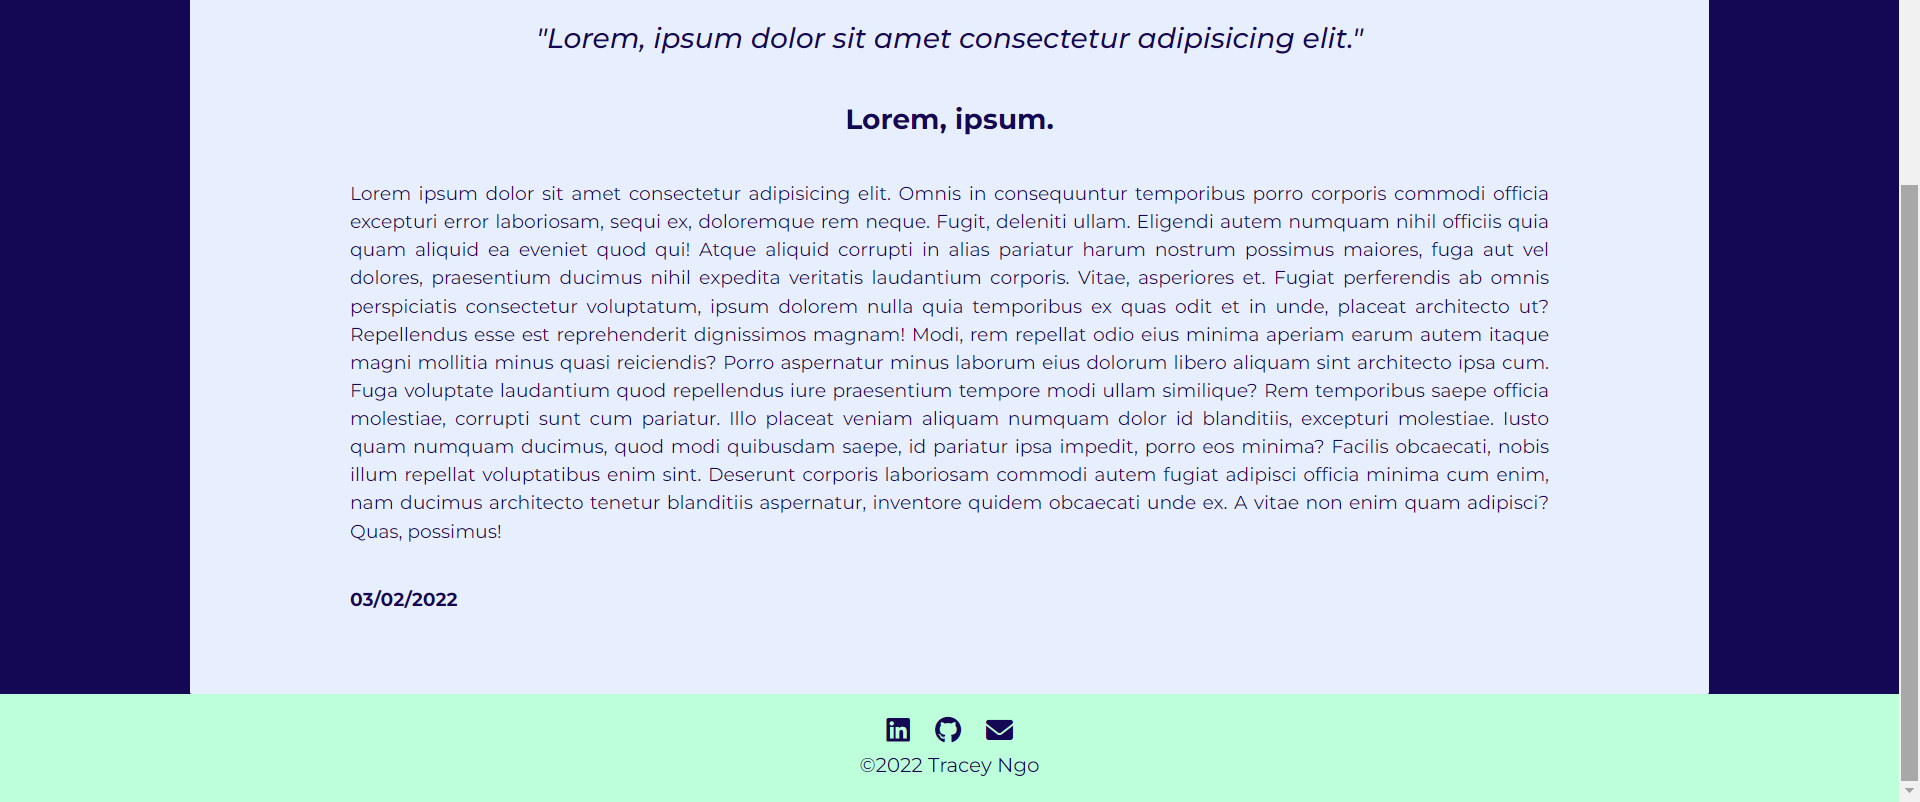 "Lorem, ipsum dolor sit amet consectetur adipisicing elit."
Lorem, ipsum.
Lorem ipsum dolor sit amet consectetur adipisicing elit. Omnis in consequuntur temporibus porro corporis commodi officia
excepturi error laboriosam, sequi ex, doloremque rem neque. Fugit, deleniti ullam. Eligendi autem numquam nihil officiis quia
quam aliquid ea eveniet quod qui! Atque aliquid corrupti in alias pariatur harum nostrum possimus maiores, fuga aut vel
dolores, praesentium ducimus nihil expedita veritatis laudantium corporis. Vitae, asperiores et. Fugiat perferendis ab omnis
perspiciatis consectetur voluptatum, ipsum dolorem nulla quia temporibus ex quas odit et in unde, placeat architecto ut?
Repellendus esse est reprehenderit dignissimos magnam! Modi, rem repellat odio eius minima aperiam earum autem itaque
magni mollitia minus quasi reiciendis? Porro aspernatur minus laborum eius dolorum libero aliquam sint architecto ipsa cum.
Fuga voluptate laudantium quod repellendus iure praesentium tempore modi ullam similique? Rem temporibus saepe officia
molestiae, corrupti sunt cum pariatur. Illo placeat veniam aliquam numquam dolor id blanditiis, excepturi molestiae. Iusto
quam numquam ducimus, quod modi quibusdam saepe, id pariatur ipsa impedit, porro eos minima? Facilis obcaecati, nobis
illum repellat voluptatibus enim sint. Deserunt corporis laboriosam commodi autem fugiat adipisci officia minima cum enim,
nam ducimus architecto tenetur blanditiis aspernatur, inventore quidem obcaecati unde ex. A vitae non enim quam adipisci?
Quas, possimus!
03/02/2022
©2022 Tracey Ngo